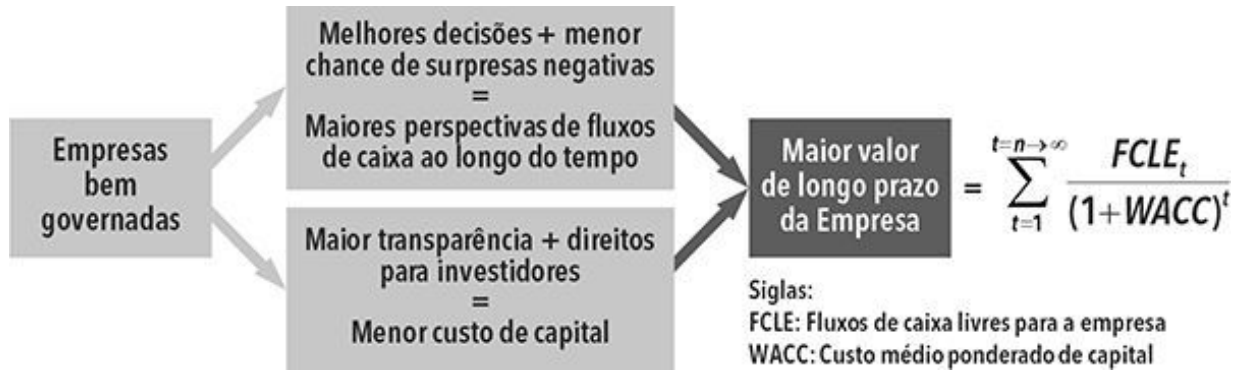 Empresas
bem
governadas
Melhores decisões + menor
chance de surpresas negativas
=
Maiores perspectivas de fluxos
de caixa ao longo do tempo
Maior transparência + direitos
para investidores
=
Menor custo de capital
Maior valor
de longo prazo
da Empresa
= \sum_{t=1}^{t=n→∞} \frac{FCLE_t}{(1+WACC)^t}
Siglas:
FCLE: Fluxos de caixa livres para a empresa
WACC: Custo médio ponderado de capital